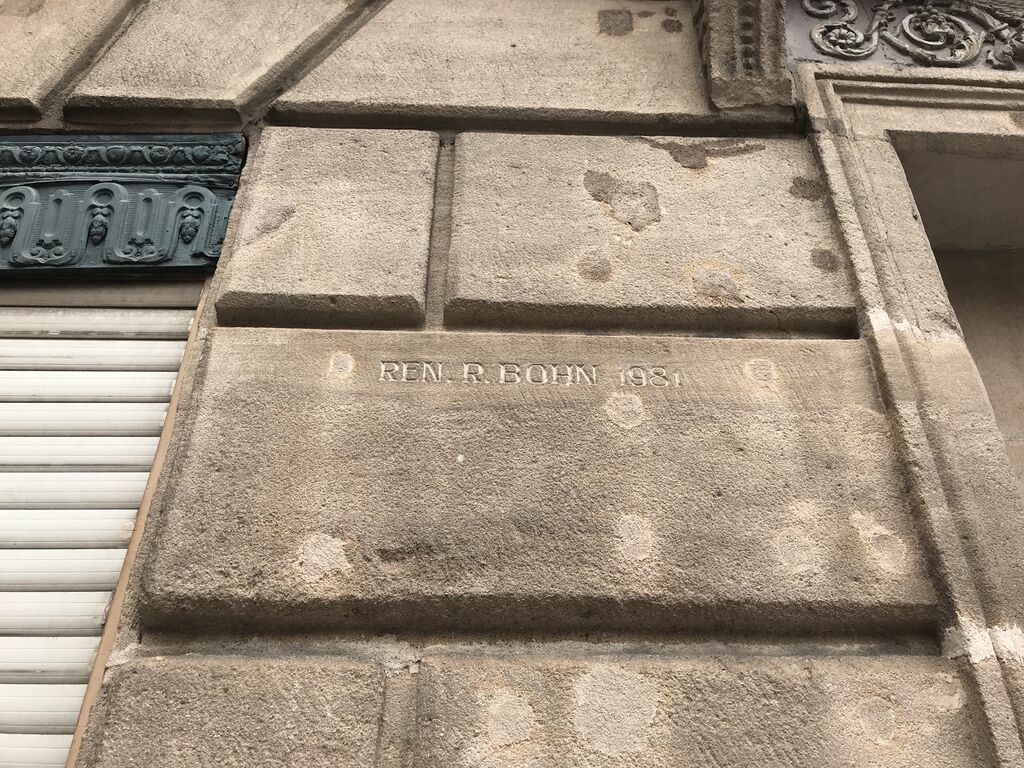 REN. R. BOHN 1981